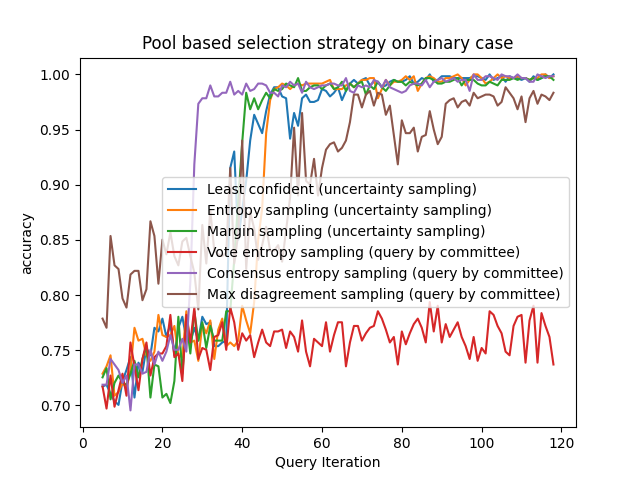 Pool based selection strategy on binary case
1.00
0.95
0.90
0.85
0.80
0.75
0.70
accuracy
Least confident (uncertainty sampling)
Entropy sampling (uncertainty sampling)
Margin sampling (uncertainty sampling)
Vote entropy sampling (query by committee)
Consensus entropy sampling (query by committee)
Max disagreement sampling (query by committee)
0 20 40 60 80 100 120
Query Iteration